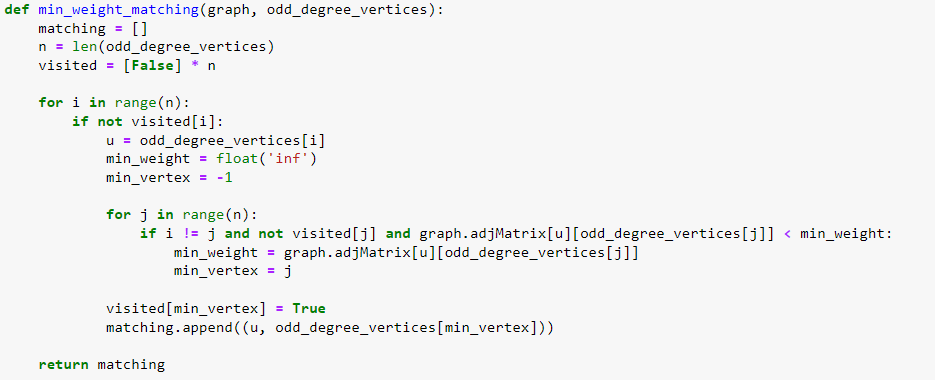 def min_weight_matching(graph, odd_degree_vertices):
    matching = []
    n = len(odd_degree_vertices)
    visited = [False] * n

    for i in range(n):
        if not visited[i]:
            u = odd_degree_vertices[i]
            min_weight = float('inf')
            min_vertex = -1

            for j in range(n):
                if i != j and not visited[j] and graph.adjMatrix[u][odd_degree_vertices[j]] < min_weight:
                    min_weight = graph.adjMatrix[u][odd_degree_vertices[j]]
                    min_vertex = j

            visited[min_vertex] = True
            matching.append((u, odd_degree_vertices[min_vertex]))

    return matching